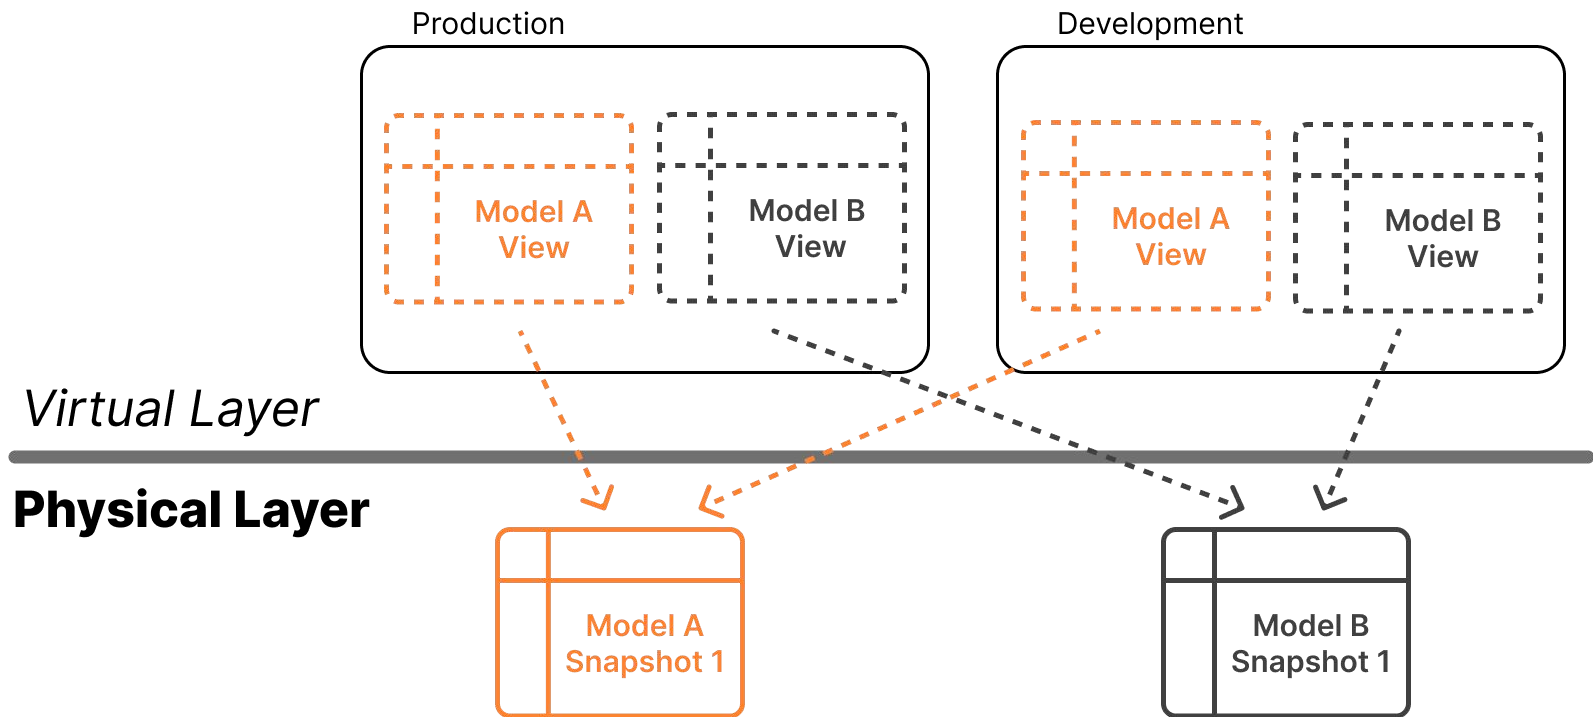 Production
Development
Model A
View
Model B
View
Model A
View
Model B
View
Virtual Layer
Physical Layer
Model A
Snapshot 1
Model B
Snapshot 1